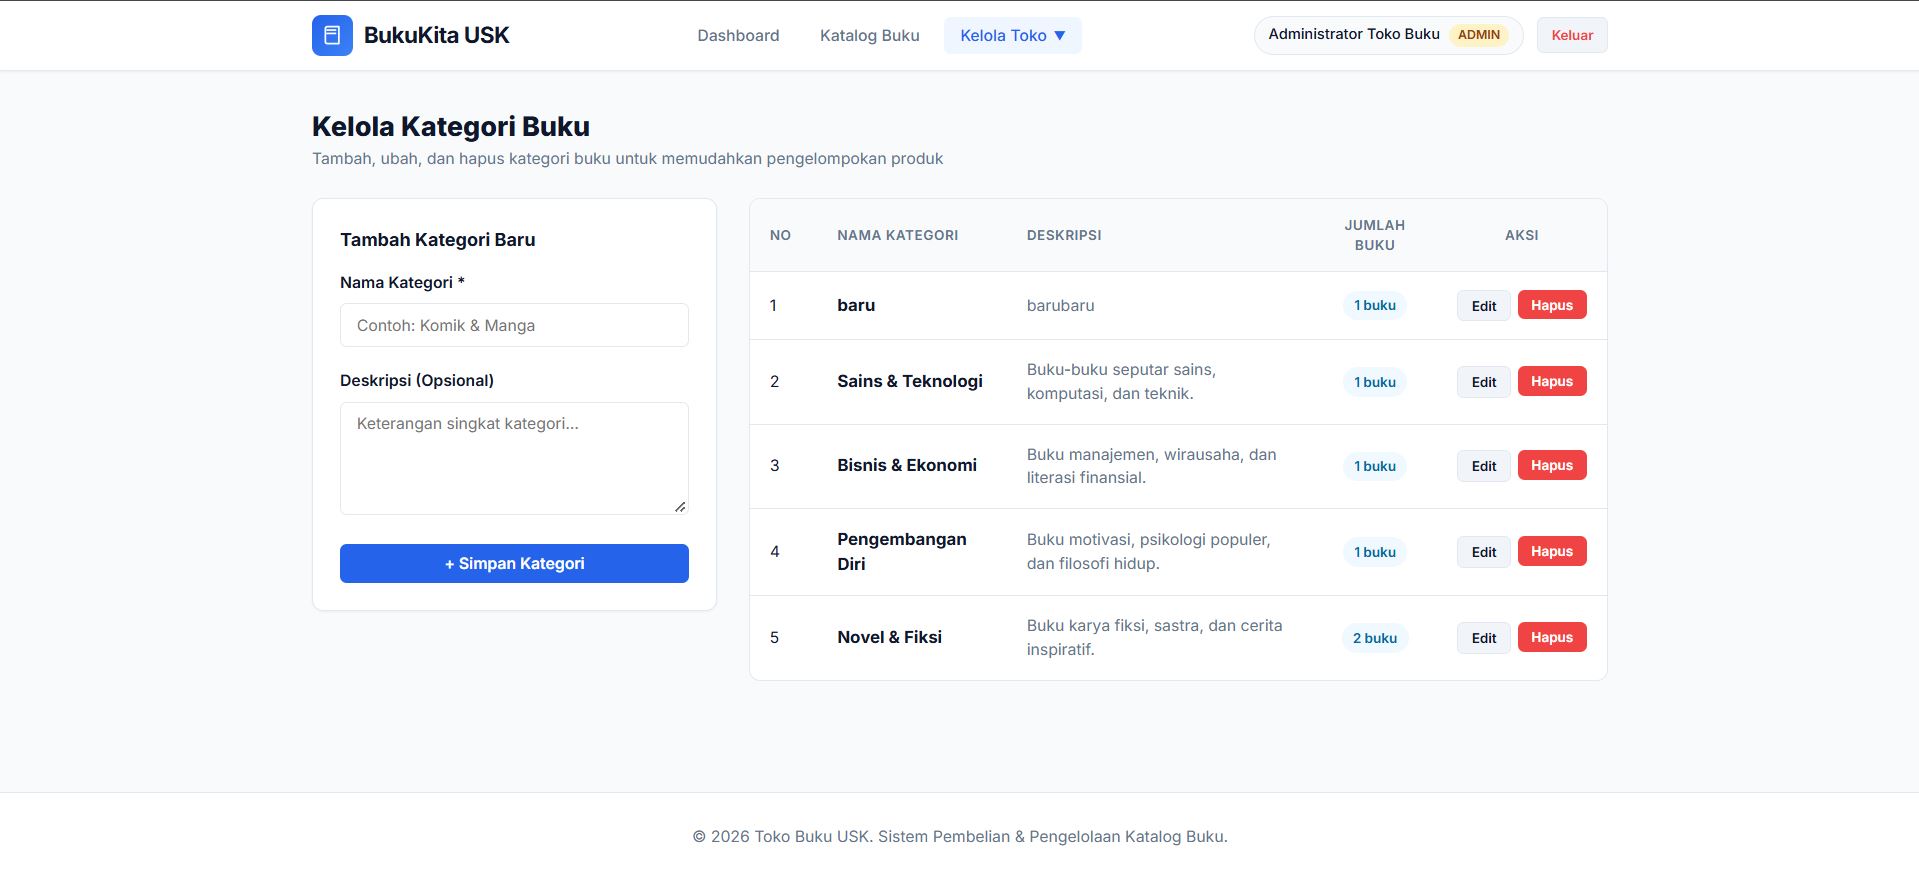 BukuKita USK
Dashboard
Katalog Buku
Kelola Toko ▼
Administrator Toko Buku ADMIN
Keluar
Kelola Kategori Buku
Tambah, ubah, dan hapus kategori buku untuk memudahkan pengelompokan produk
Tambah Kategori Baru
Nama Kategori *
Contoh: Komik & Manga
Deskripsi (Opsional)
Keterangan singkat kategori...
+ Simpan Kategori
NO NAMA KATEGORI DESKRIPSI JUMLAH BUKU AKSI
1 baru barubaru 1 buku Edit Hapus
2 Sains & Teknologi Buku-buku seputar sains,
komputasi, dan teknik. 1 buku Edit Hapus
3 Bisnis & Ekonomi Buku manajemen, wirausaha, dan
literasi finansial. 1 buku Edit Hapus
4 Pengembangan
Diri Buku motivasi, psikologi populer,
dan filosofi hidup. 1 buku Edit Hapus
5 Novel & Fiksi Buku karya fiksi, sastra, dan cerita
inspiratif. 2 buku Edit Hapus
© 2026 Toko Buku USK. Sistem Pembelian & Pengelolaan Katalog Buku.